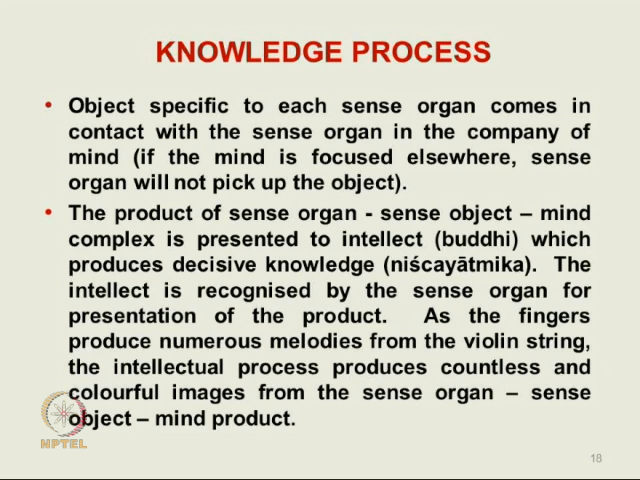 KNOWLEDGE PROCESS
• Object specific to each sense organ comes in
contact with the sense organ in the company of
mind (if the mind is focused elsewhere, sense
organ will not pick up the object).
• The product of sense organ - sense object – mind
complex is presented to intellect (buddhi) which
produces decisive knowledge (niścayātmika). The
intellect is recognised by the sense organ for
presentation of the product. As the fingers
produce numerous melodies from the violin string,
the intellectual process produces countless and
colourful images from the sense organ – sense
object – mind product.
NPTEL
18